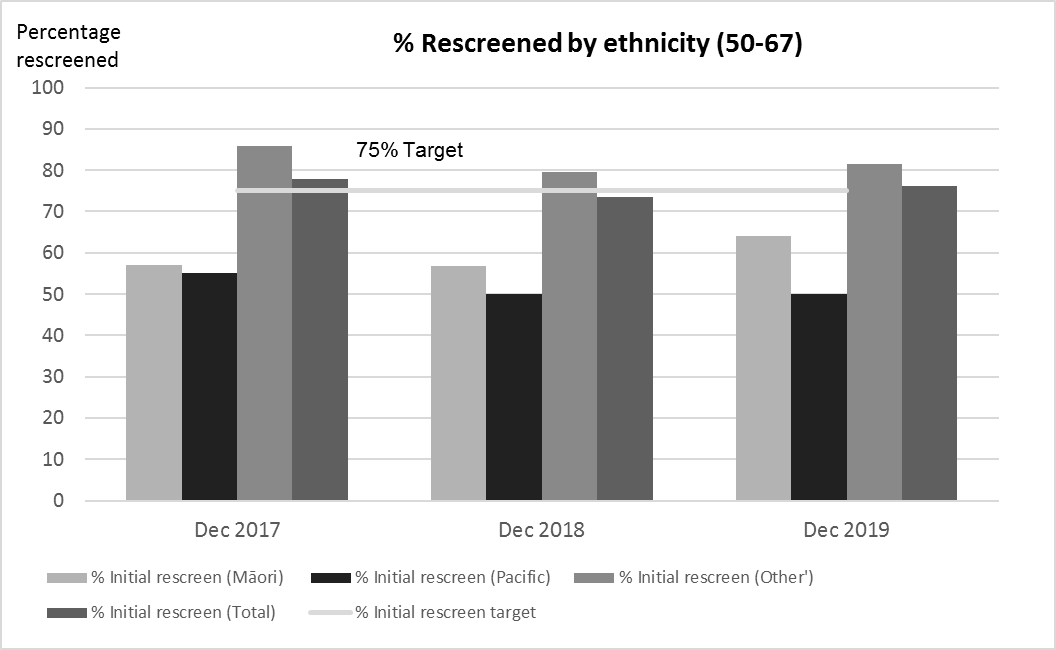 Percentage
rescreened
% Rescreened by ethnicity (50-67)
100
90
80
70
60
50
40
30
20
10
0
75% Target
Dec 2017
Dec 2018
Dec 2019
% Initial rescreen (Māori)
% Initial rescreen (Pacific)
% Initial rescreen (Other')
% Initial rescreen (Total)
% Initial rescreen target